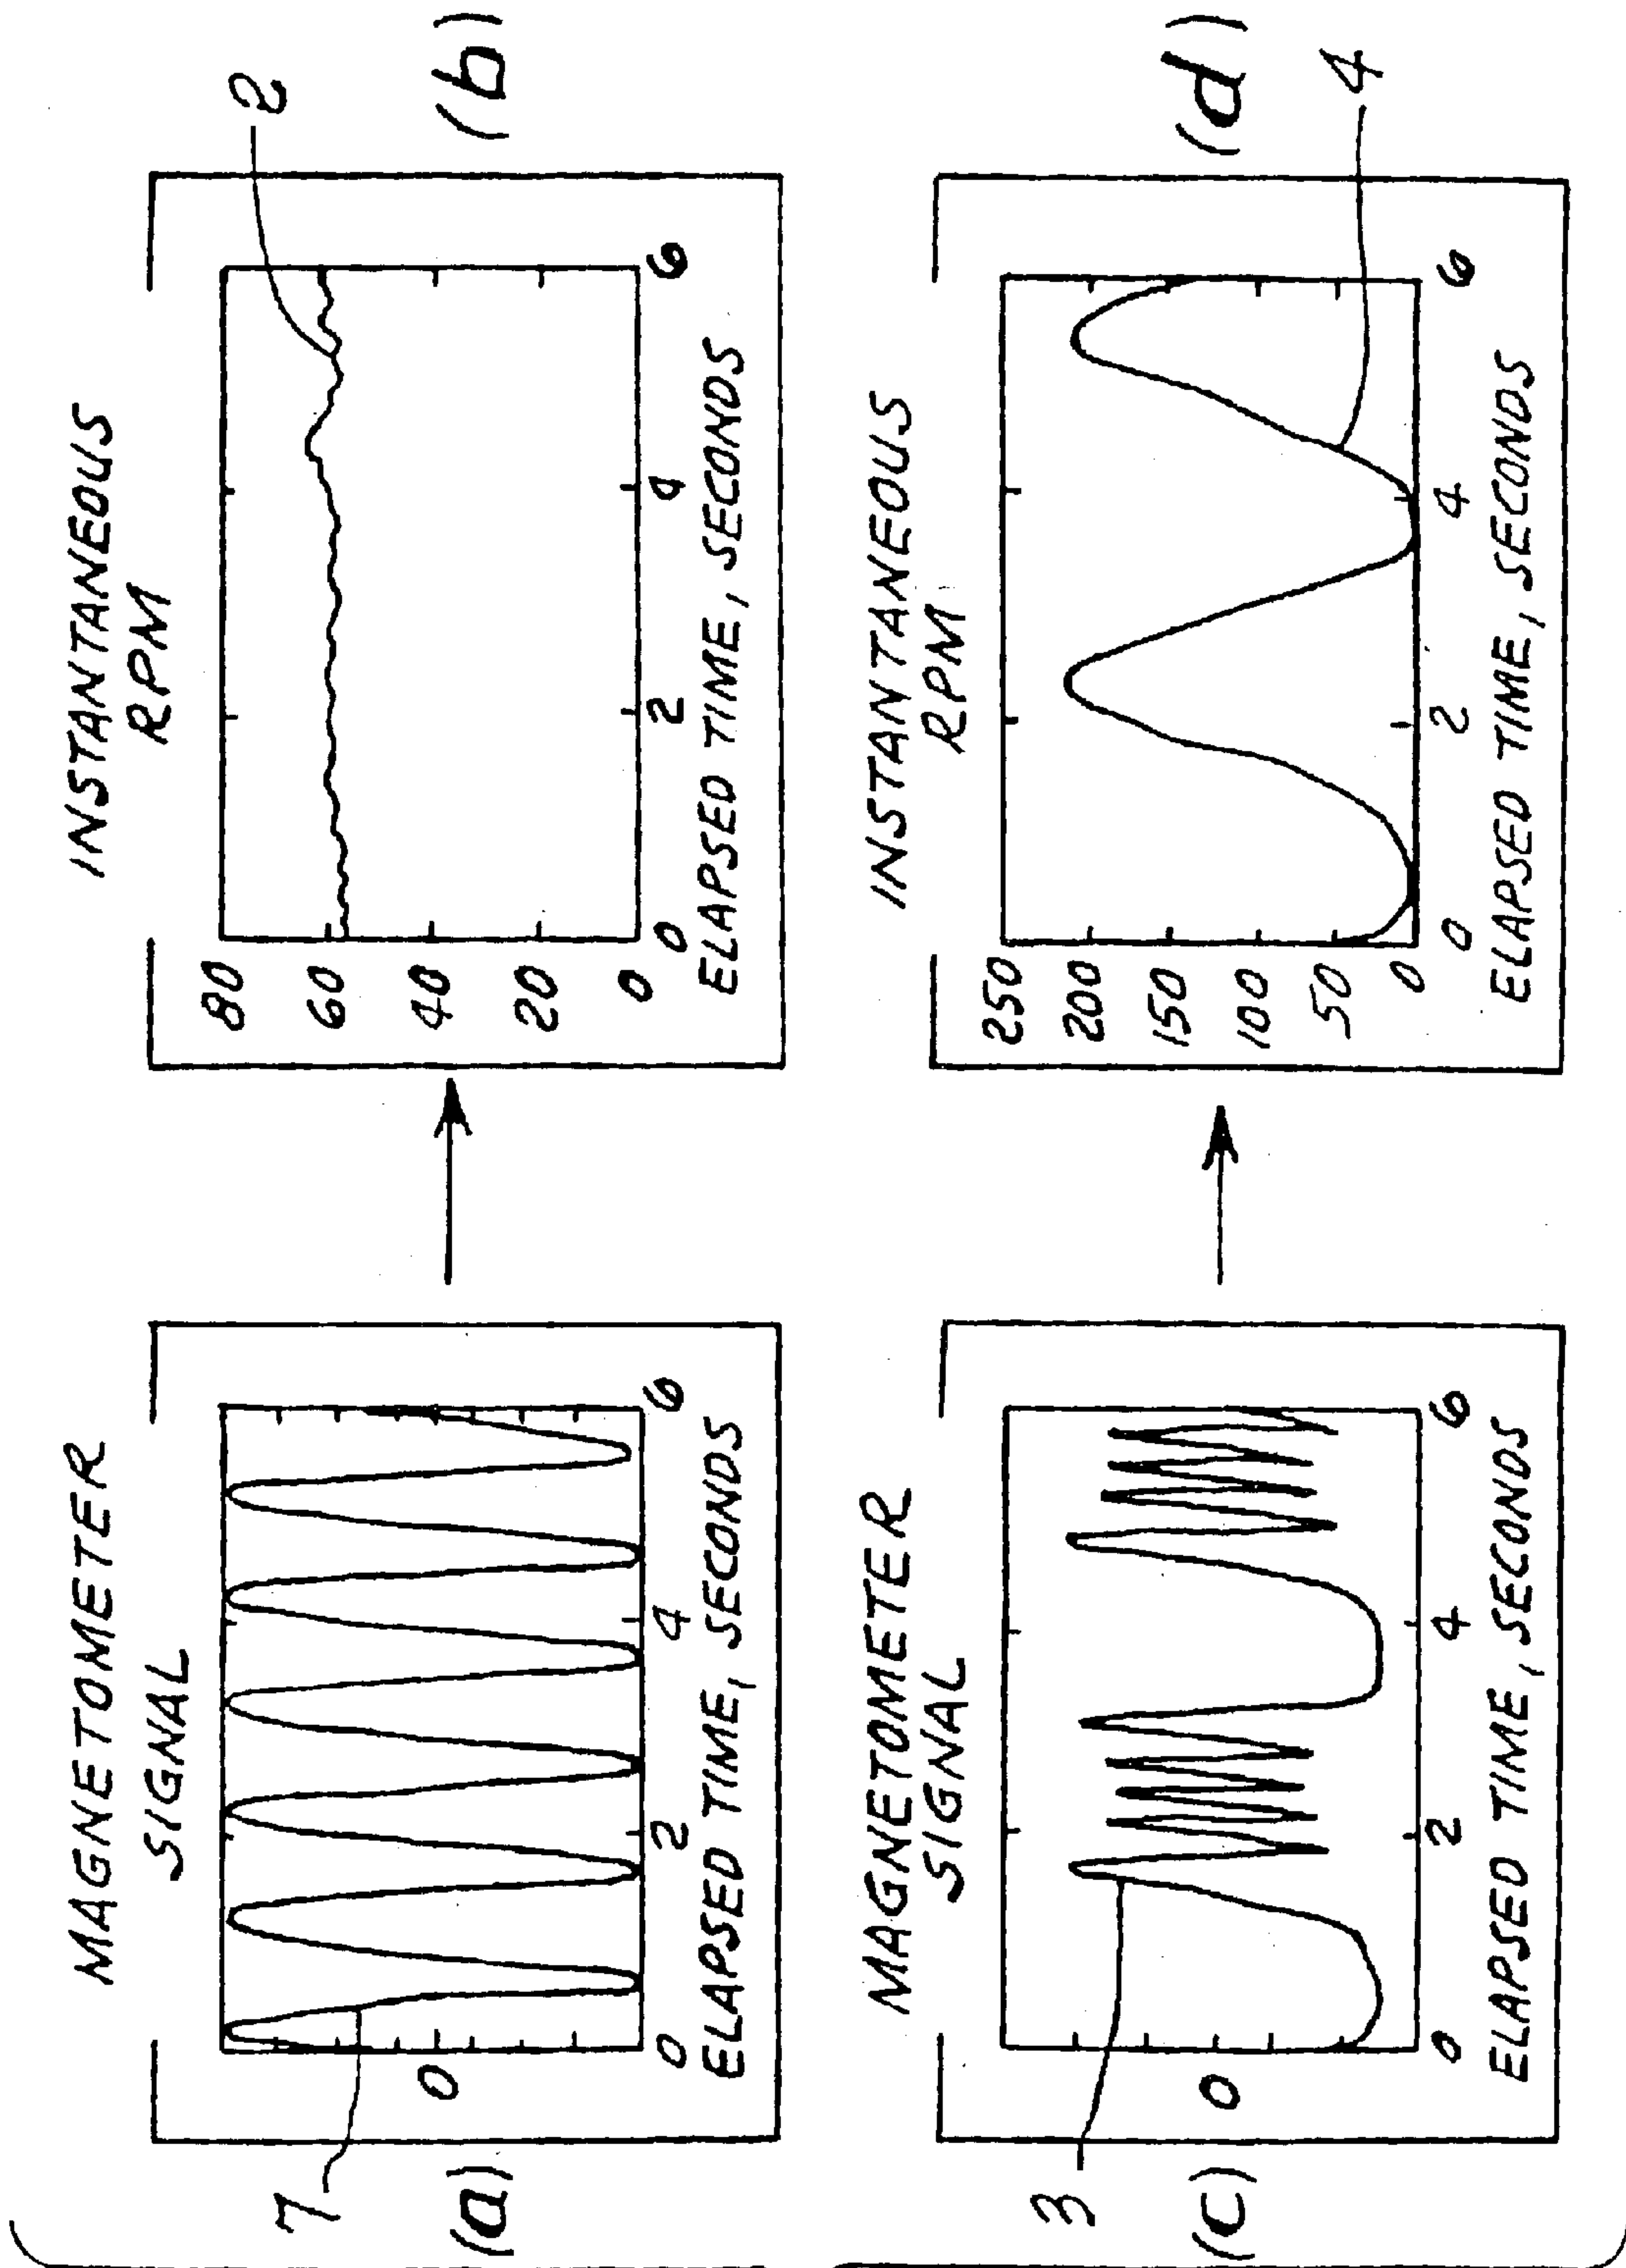 MAGNETOMETER
SIGNAL
0
7
0 2 4 6
ELAPSED TIME, SECONDS
(a)
INSTANTANEOUS
RPM
80
60
40
20
0
0 2 4 6
ELAPSED TIME, SECONDS
2
(b)
MAGNETOMETER
SIGNAL
0
3
0 2 4 6
ELAPSED TIME, SECONDS
(c)
INSTANTANEOUS
RPM
250
200
150
100
50
0
0 2 4 6
ELAPSED TIME, SECONDS
4
(d)